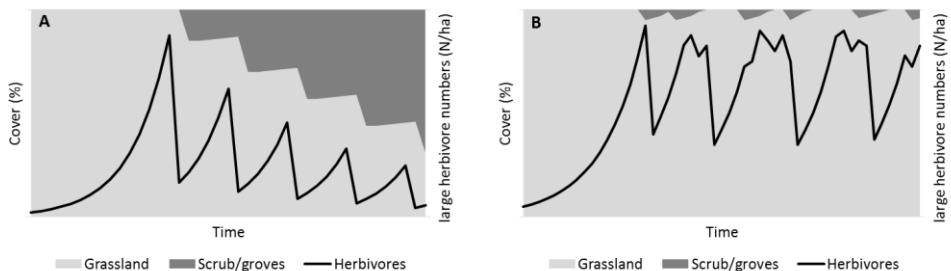 A
Cover (%)
large herbivore numbers (N/ha)
Time
Grassland Scrub/groves Herbivores
B
Cover (%)
large herbivore numbers (N/ha)
Time
Grassland Scrub/groves Herbivores